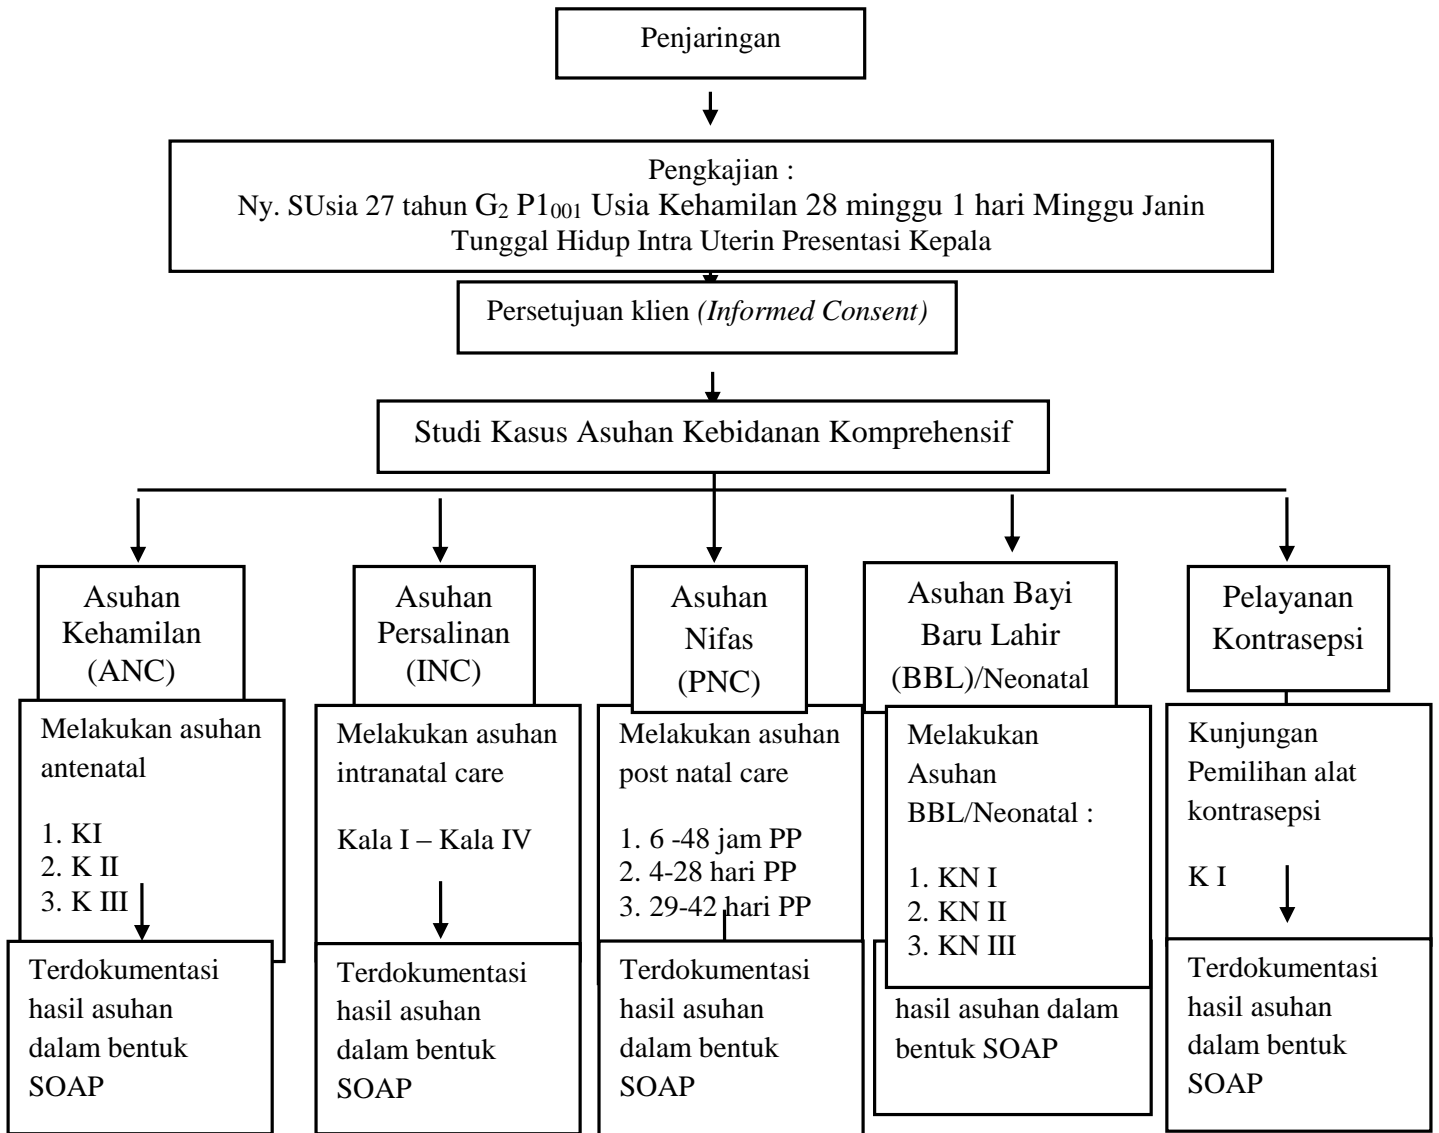 Penjaringan
Pengkajian :
Ny. SUsia 27 tahun G₂ P1₀₀₁ Usia Kehamilan 28 minggu 1 hari Minggu Janin
Tunggal Hidup Intra Uterin Presentasi Kepala
Persetujuan klien (Informed Consent)
Studi Kasus Asuhan Kebidanan Komprehensif
Asuhan
Kehamilan
(ANC)
Melakukan asuhan
antenatal
1. KI
2. K II
3. K III
Terdokumentasi
hasil asuhan
dalam bentuk
SOAP
Asuhan
Persalinan
(INC)
Melakukan asuhan
intranatal care
Kala I – Kala IV
Terdokumentasi
hasil asuhan
dalam bentuk
SOAP
Asuhan
Nifas
(PNC)
Melakukan asuhan
post natal care
1. 6 -48 jam PP
2. 4-28 hari PP
3. 29-42 hari PP
Terdokumentasi
hasil asuhan
dalam bentuk
SOAP
Asuhan Bayi
Baru Lahir
(BBL)/Neonatal
Melakukan
Asuhan
BBL/Neonatal :
1. KN I
2. KN II
3. KN III
hasil asuhan dalam
bentuk SOAP
Pelayanan
Kontrasepsi
Kunjungan
Pemilihan alat
kontrasepsi
K I
Terdokumentasi
hasil asuhan
dalam bentuk
SOAP